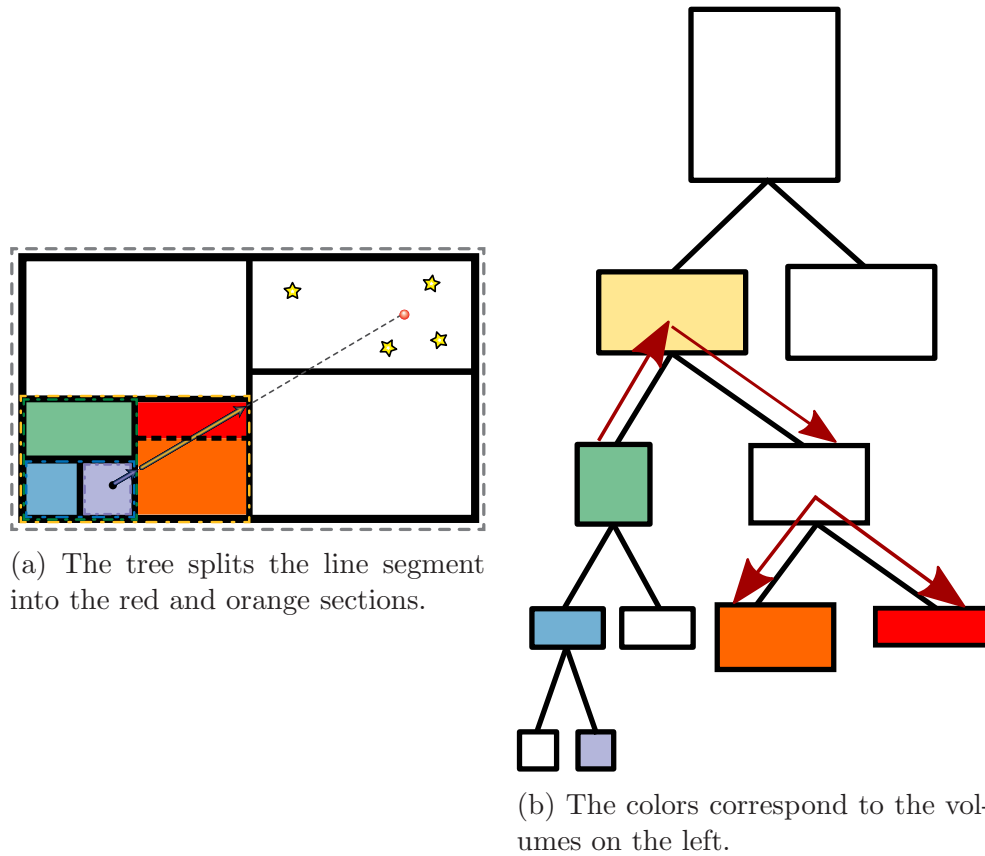 (a) The tree splits the line segment
into the red and orange sections.
(b) The colors correspond to the vol-
umes on the left.